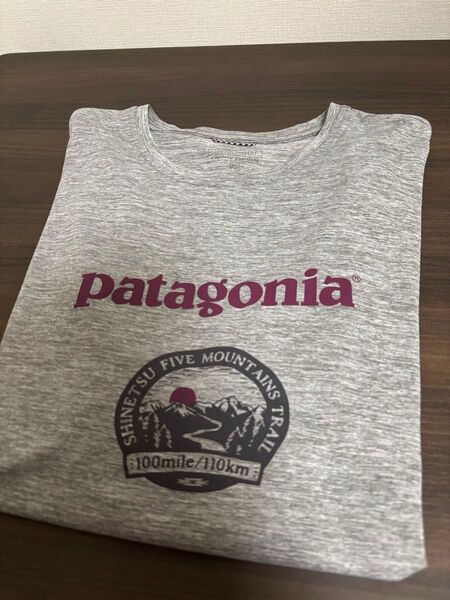 patagonia®
SHINETSU FIVE MOUNTAINS TRAIL
100mile/110km